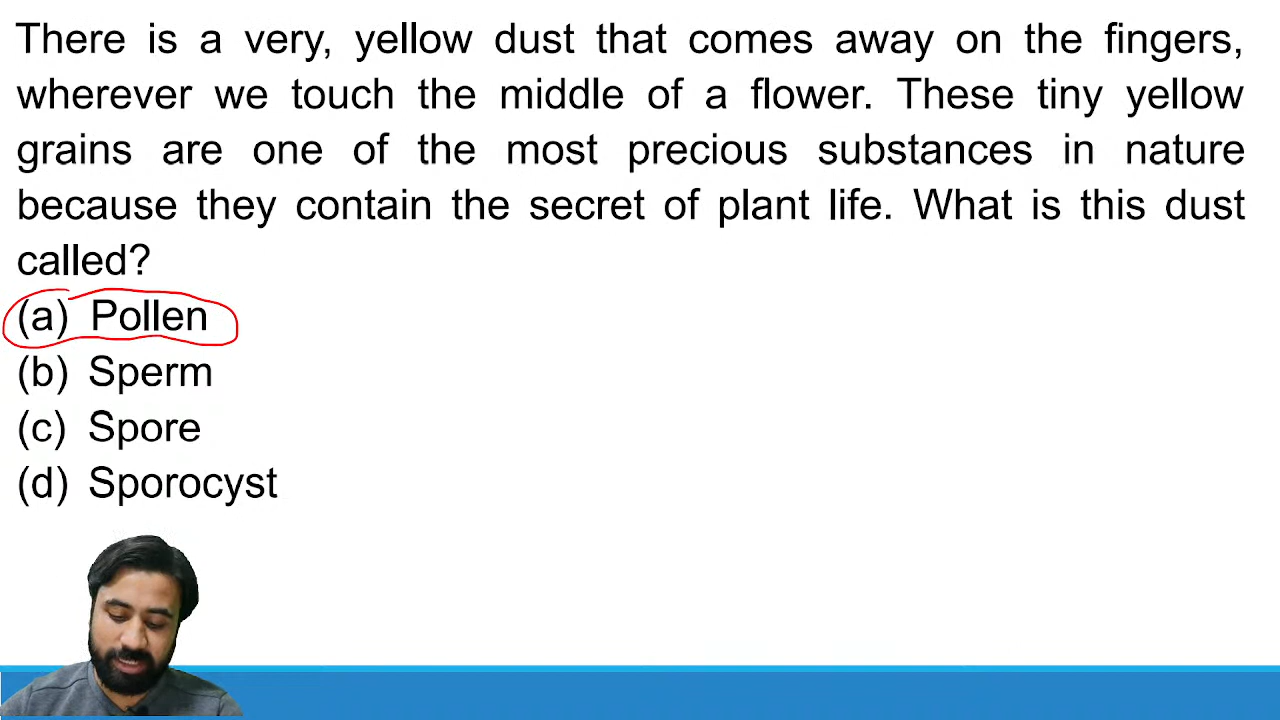 There is a very, yellow dust that comes away on the fingers,
wherever we touch the middle of a flower. These tiny yellow
grains are one of the most precious substances in nature
because they contain the secret of plant life. What is this dust
called?
(a) Pollen
(b) Sperm
(c) Spore
(d) Sporocyst